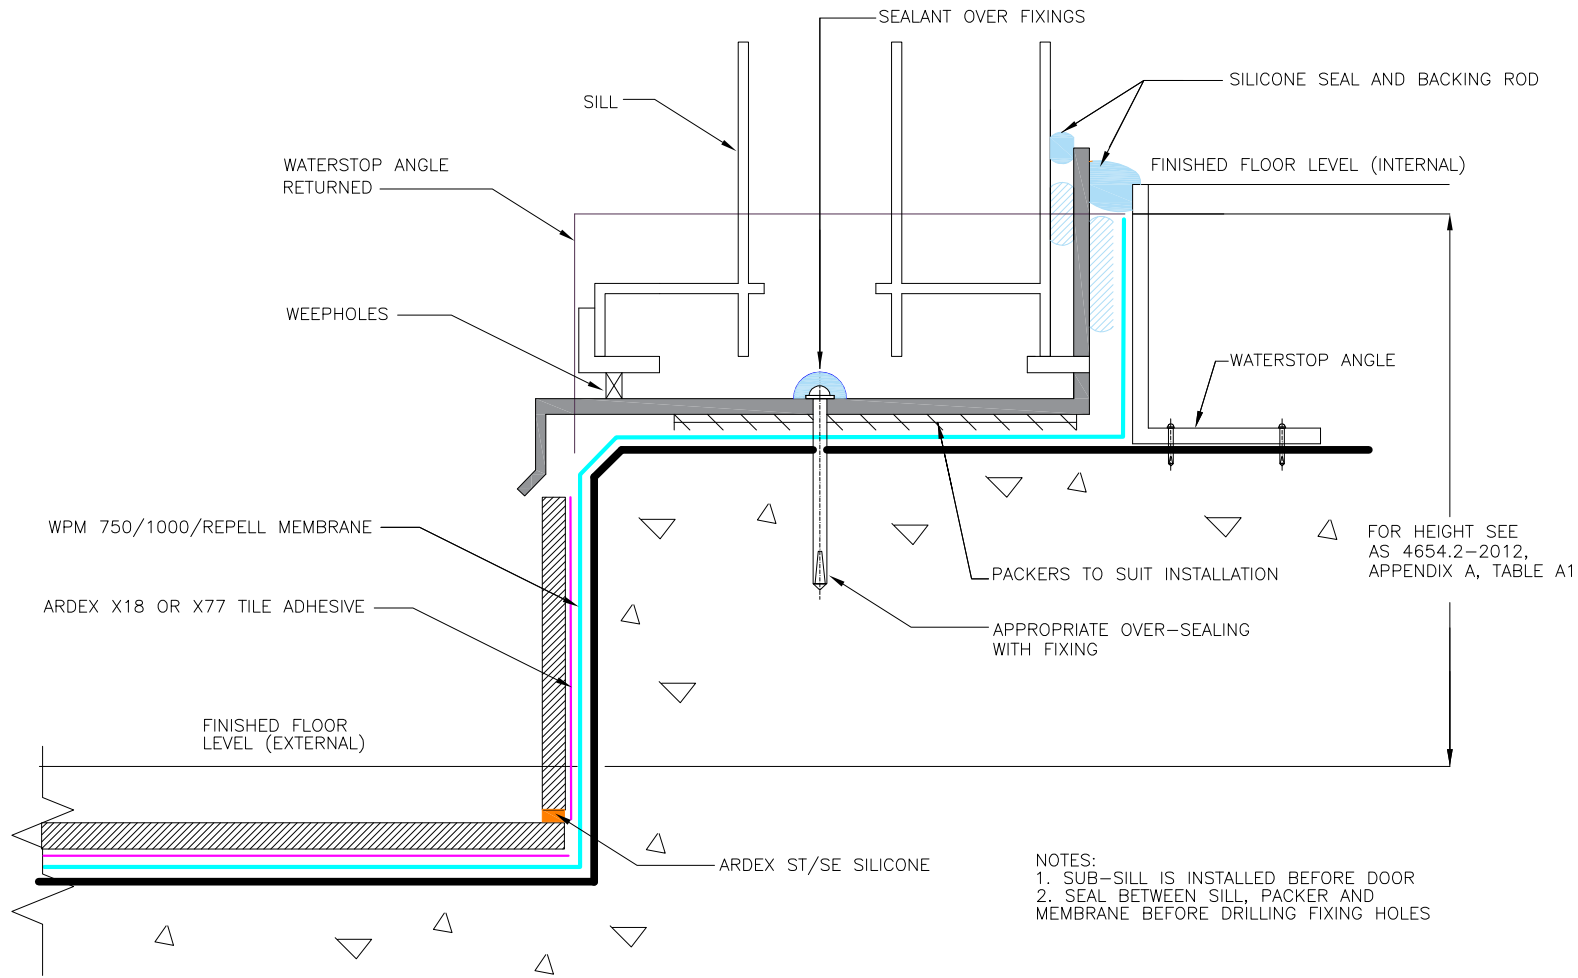 SEALANT OVER FIXINGS
SILICONE SEAL AND BACKING ROD
SILL
WATERSTOP ANGLE
RETURNED
FINISHED FLOOR LEVEL (INTERNAL)
WEEPHOLES
WATERSTOP ANGLE
WPM 750/1000/REPELL MEMBRANE
FOR HEIGHT SEE
AS 4654.2-2012,
APPENDIX A, TABLE A1
PACKERS TO SUIT INSTALLATION
ARDEX X18 OR X77 TILE ADHESIVE
APPROPRIATE OVER-SEALING
WITH FIXING
FINISHED FLOOR
LEVEL (EXTERNAL)
ARDEX ST/SE SILICONE
NOTES:
1. SUB-SILL IS INSTALLED BEFORE DOOR
2. SEAL BETWEEN SILL, PACKER AND
MEMBRANE BEFORE DRILLING FIXING HOLES